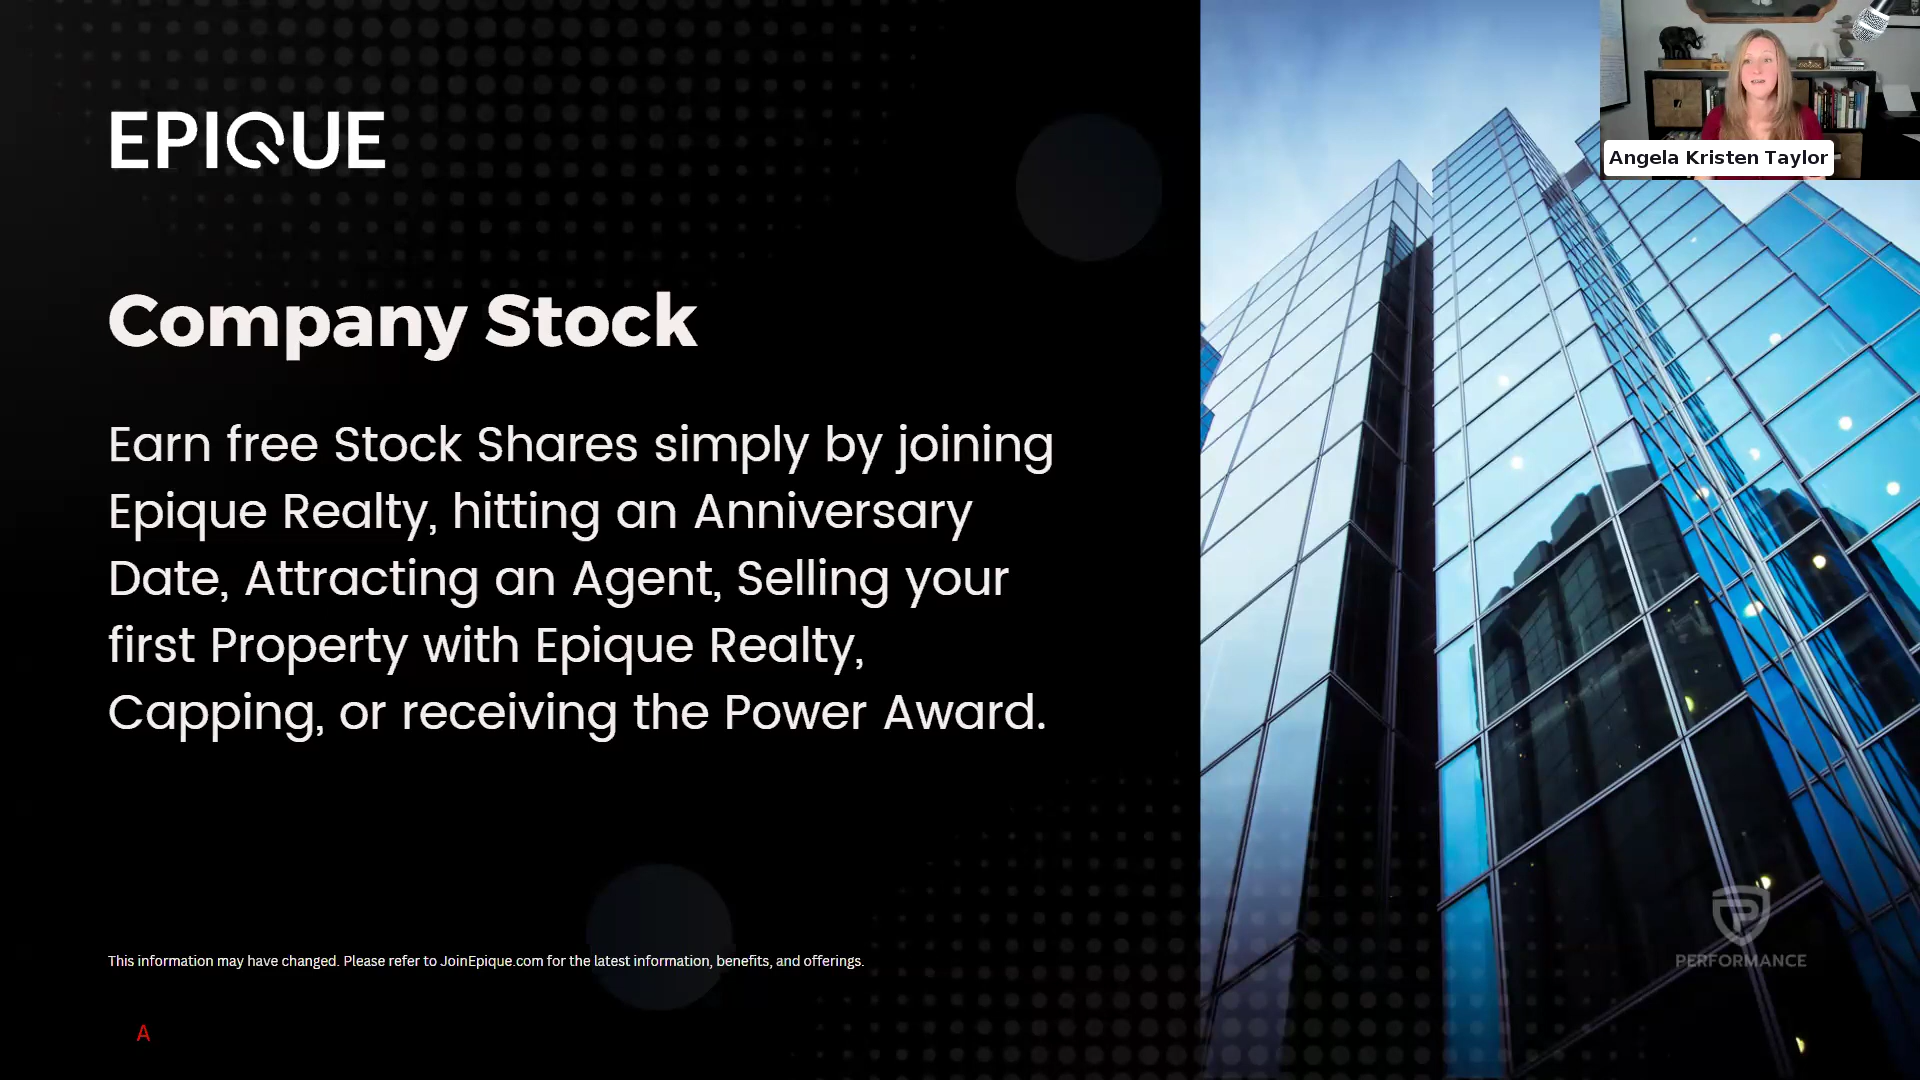 EPIQUE
Angela Kristen Taylor
Company Stock
Earn free Stock Shares simply by joining
Epique Realty, hitting an Anniversary
Date, Attracting an Agent, Selling your
first Property with Epique Realty,
Capping, or receiving the Power Award.
This information may have changed. Please refer to JoinEpique.com for the latest information, benefits, and offerings.
PERFORMANCE
A